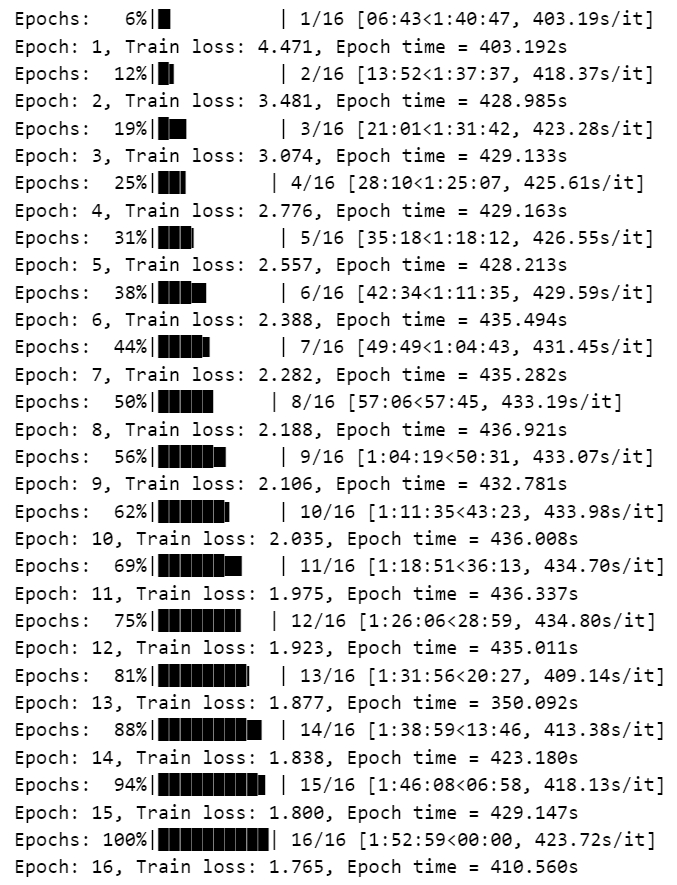 Epochs:   6%|█         | 1/16 [06:43<1:40:47, 403.19s/it]
Epoch: 1, Train loss: 4.471, Epoch time = 403.192s
Epochs:  12%|█▎        | 2/16 [13:52<1:37:37, 418.37s/it]
Epoch: 2, Train loss: 3.481, Epoch time = 428.985s
Epochs:  19%|█▉        | 3/16 [21:01<1:31:42, 423.28s/it]
Epoch: 3, Train loss: 3.074, Epoch time = 429.133s
Epochs:  25%|██▌       | 4/16 [28:10<1:25:07, 425.61s/it]
Epoch: 4, Train loss: 2.776, Epoch time = 429.163s
Epochs:  31%|███▏      | 5/16 [35:18<1:18:12, 426.55s/it]
Epoch: 5, Train loss: 2.557, Epoch time = 428.213s
Epochs:  38%|███▊      | 6/16 [42:34<1:11:35, 429.59s/it]
Epoch: 6, Train loss: 2.388, Epoch time = 435.494s
Epochs:  44%|████▍     | 7/16 [49:49<1:04:43, 431.45s/it]
Epoch: 7, Train loss: 2.282, Epoch time = 435.282s
Epochs:  50%|█████     | 8/16 [57:06<57:45, 433.19s/it]
Epoch: 8, Train loss: 2.188, Epoch time = 436.921s
Epochs:  56%|█████▋    | 9/16 [1:04:19<50:31, 433.07s/it]
Epoch: 9, Train loss: 2.106, Epoch time = 432.781s
Epochs:  62%|██████▎   | 10/16 [1:11:35<43:23, 433.98s/it]
Epoch: 10, Train loss: 2.035, Epoch time = 436.008s
Epochs:  69%|██████▉   | 11/16 [1:18:51<36:13, 434.70s/it]
Epoch: 11, Train loss: 1.975, Epoch time = 436.337s
Epochs:  75%|███████▌  | 12/16 [1:26:06<28:59, 434.80s/it]
Epoch: 12, Train loss: 1.923, Epoch time = 435.011s
Epochs:  81%|████████▏ | 13/16 [1:31:56<20:27, 409.14s/it]
Epoch: 13, Train loss: 1.877, Epoch time = 350.092s
Epochs:  88%|████████▊ | 14/16 [1:38:59<13:46, 413.38s/it]
Epoch: 14, Train loss: 1.838, Epoch time = 423.180s
Epochs:  94%|█████████▍| 15/16 [1:46:08<06:58, 418.13s/it]
Epoch: 15, Train loss: 1.800, Epoch time = 429.147s
Epochs: 100%|██████████| 16/16 [1:52:59<00:00, 423.72s/it]
Epoch: 16, Train loss: 1.765, Epoch time = 410.560s